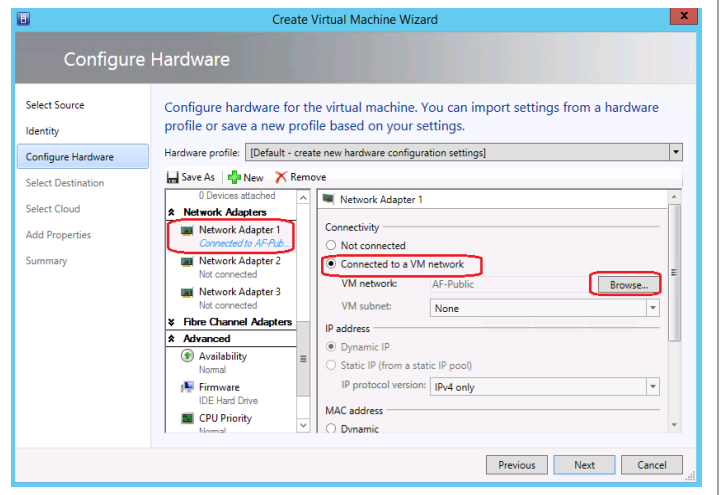 Create Virtual Machine Wizard
x
Configure Hardware
Select Source
Identity
Configure Hardware
Select Destination
Select Cloud
Add Properties
Summary
Configure hardware for the virtual machine. You can import settings from a hardware
profile or save a new profile based on your settings.
Hardware profile: [Default - create new hardware configuration settings]
Save As New Remove
0 Devices attached
Network Adapters
Network Adapter 1
Connected to AF-Pub...
Network Adapter 2
Not connected
Network Adapter 3
Not connected
Fibre Channel Adapters
Advanced
Availability
Normal
Firmware
IDE Hard Drive
CPU Priority
Normal
Network Adapter 1
Connectivity
Not connected
Connected to a VM network
VM network: AF-Public Browse...
VM subnet: None
IP address
Dynamic IP
Static IP (from a static IP pool)
IP protocol version: IPv4 only
MAC address
Dynamic
Previous Next Cancel